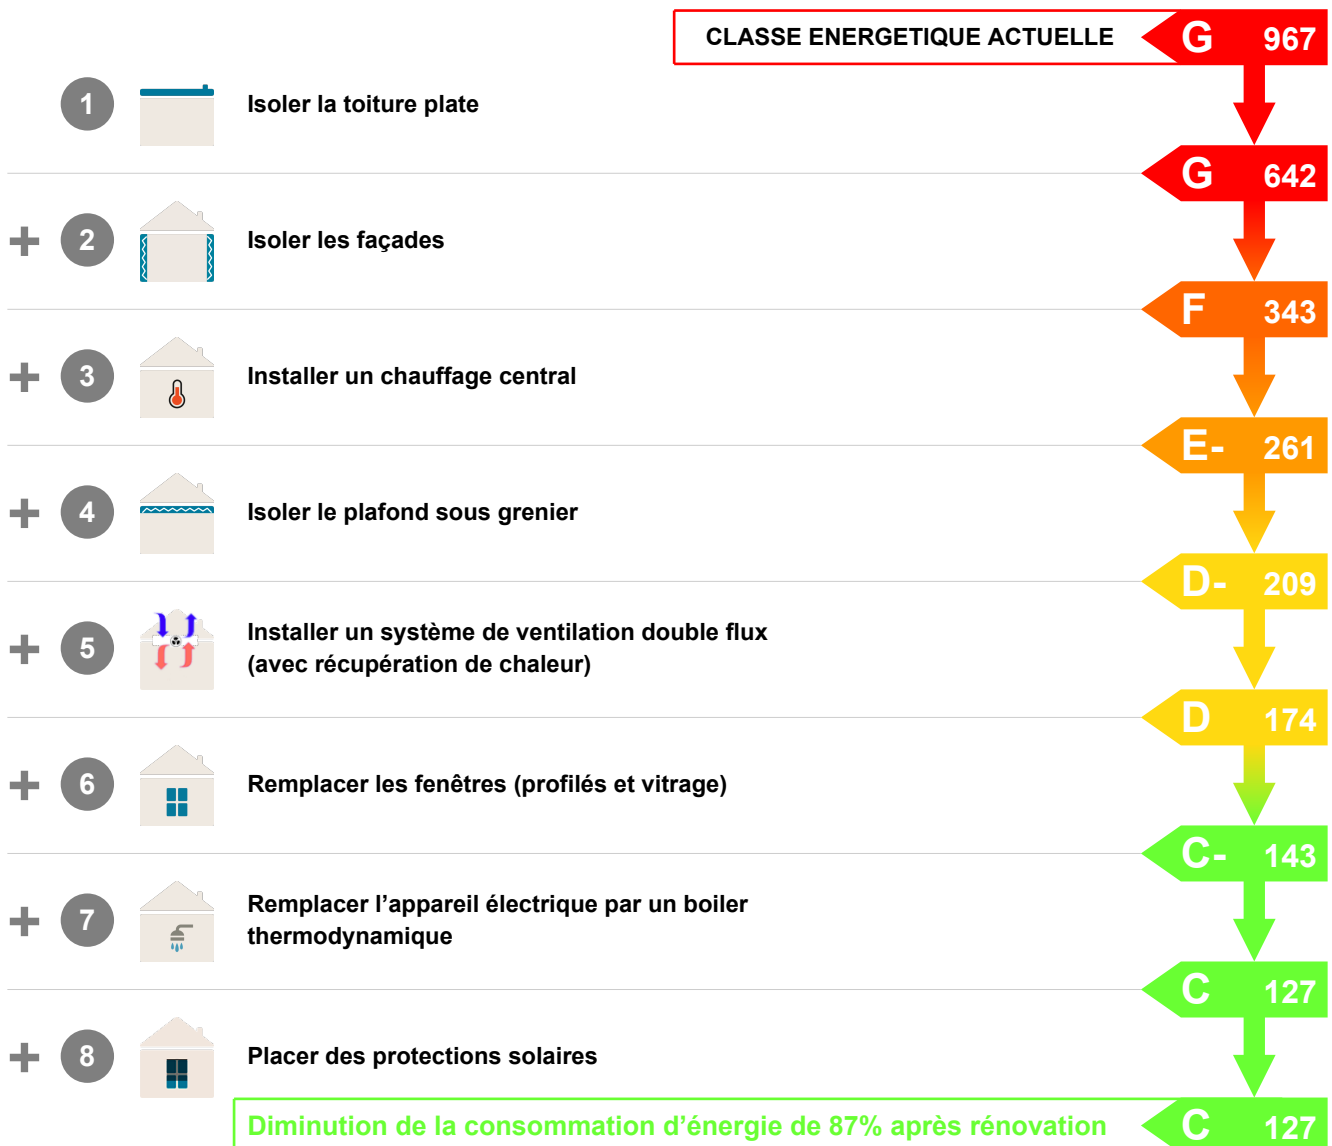 CLASSE ENERGETIQUE ACTUELLE G 967
1 Isoler la toiture plate
G 642
+ 2 Isoler les façades
F 343
+ 3 Installer un chauffage central
E- 261
+ 4 Isoler le plafond sous grenier
D- 209
+ 5 Installer un système de ventilation double flux
(avec récupération de chaleur)
D 174
+ 6 Remplacer les fenêtres (profilés et vitrage)
C- 143
+ 7 Remplacer l’appareil électrique par un boiler
thermodynamique
C 127
+ 8 Placer des protections solaires
Diminution de la consommation d’énergie de 87% après rénovation C 127